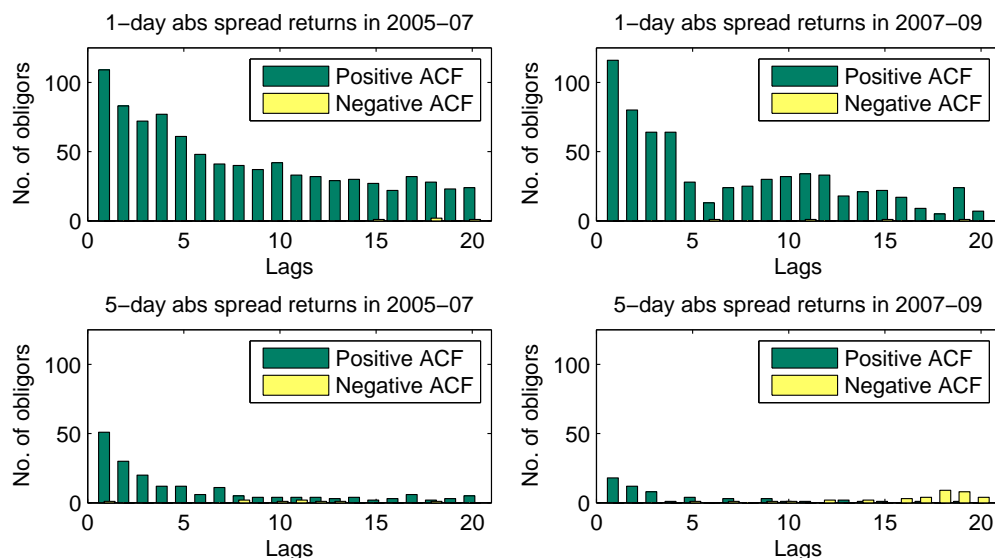 1−day abs spread returns in 2005−07
No. of obligors
100
50
0
Positive ACF
Negative ACF
0 5 10 15 20
Lags
1−day abs spread returns in 2007−09
No. of obligors
100
50
0
Positive ACF
Negative ACF
0 5 10 15 20
Lags
5−day abs spread returns in 2005−07
No. of obligors
100
50
0
Positive ACF
Negative ACF
0 5 10 15 20
Lags
5−day abs spread returns in 2007−09
No. of obligors
100
50
0
Positive ACF
Negative ACF
0 5 10 15 20
Lags